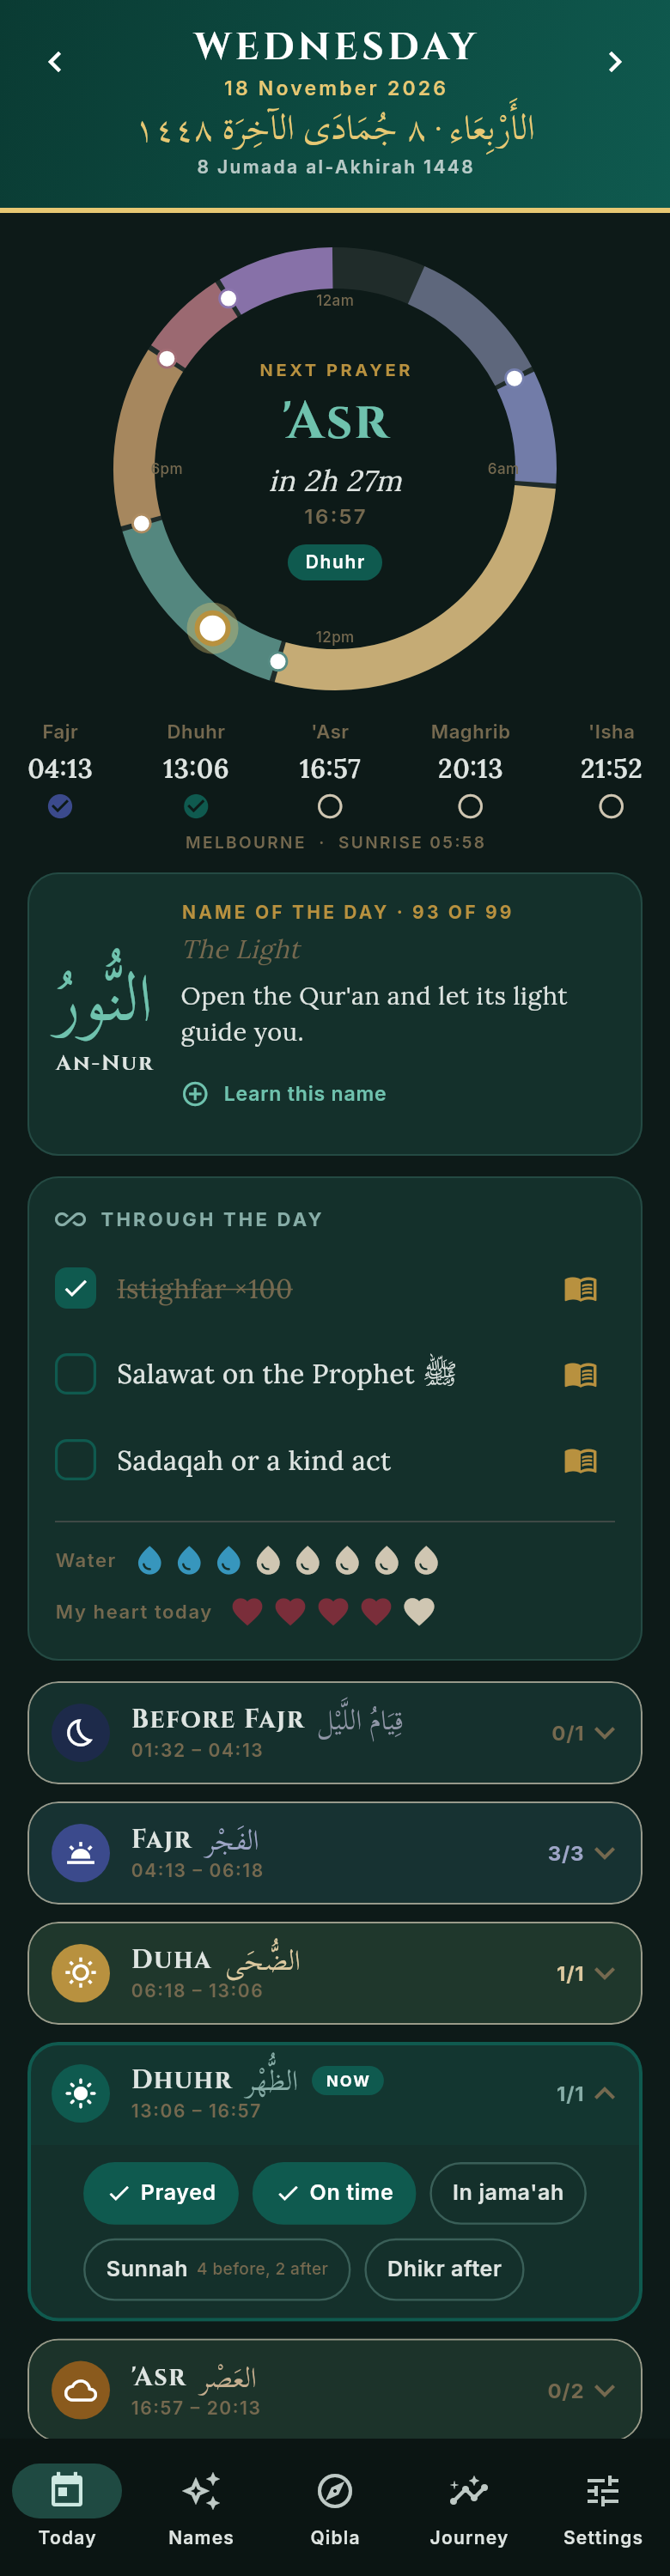 WEDNESDAY
18 November 2026
الأَرْبِعَاء · ٨ جُمَادَى الآخِرَة ١٤٤٨
8 Jumada al-Akhirah 1448
12am
NEXT PRAYER
'ASR
6pm
6am
in 2h 27m
16:57
Dhuhr
12pm
Fajr Dhuhr 'Asr Maghrib 'Isha
04:13 13:06 16:57 20:13 21:52
MELBOURNE · SUNRISE 05:58
NAME OF THE DAY · 93 OF 99
The Light
النُّورُ
Open the Qur'an and let its light
guide you.
AN-NUR
Learn this name
THROUGH THE DAY
Istighfar ×100
Salawat on the Prophet ﷺ
Sadaqah or a kind act
Water
My heart today
BEFORE FAJR قِيَامُ اللَّيْل
01:32 – 04:13
0/1
FAJR الفَجْر
04:13 – 06:18
3/3
DUHA الضُّحَى
06:18 – 13:06
1/1
DHUHR الظُّهْر NOW
13:06 – 16:57
1/1
Prayed On time In jama'ah
Sunnah 4 before, 2 after Dhikr after
'ASR العَصْر
16:57 – 20:13
0/2
Today Names Qibla Journey Settings